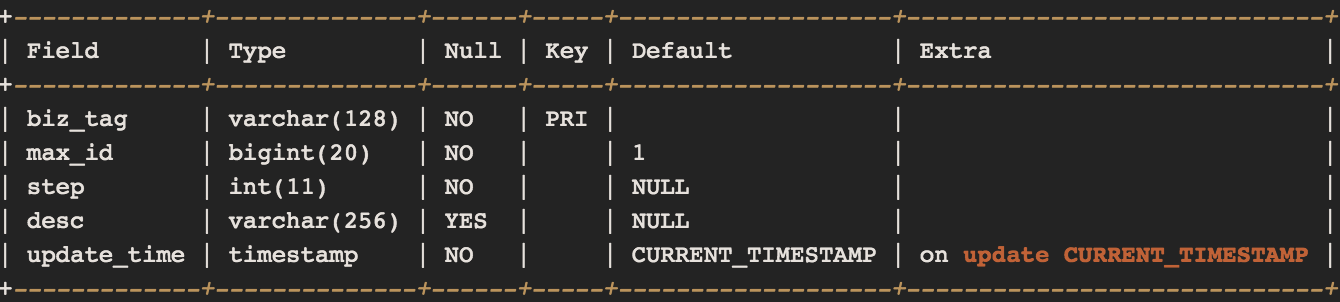 +-------------+--------------+------+-----+-------------------+-----------------------------+
| Field       | Type         | Null | Key | Default           | Extra                       |
+-------------+--------------+------+-----+-------------------+-----------------------------+
| biz_tag     | varchar(128) | NO   | PRI |                   |                             |
| max_id      | bigint(20)   | NO   |     | 1                 |                             |
| step        | int(11)      | NO   |     | NULL              |                             |
| desc        | varchar(256) | YES  |     | NULL              |                             |
| update_time | timestamp    | NO   |     | CURRENT_TIMESTAMP | on update CURRENT_TIMESTAMP |
+-------------+--------------+------+-----+-------------------+-----------------------------+